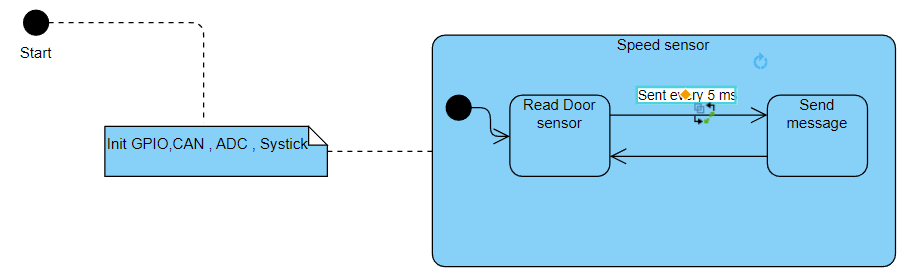 Speed sensor
Start
Sent every 5 ms
Read Door
sensor
Send
message
Init GPIO,CAN , ADC , Systick